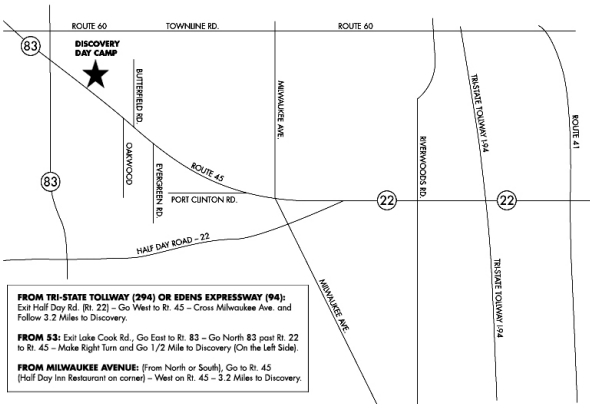 ROUTE 60
TOWNLINE RD.
ROUTE 60
83
DISCOVERY
DAY CAMP
BUTTERFIELD RD.
MILWAUKEE AVE.
TRI-STATE TOLLWAY I-94
ROUTE 41
OAKWOOD
EVERGREEN RD.
ROUTE 45
RIVERWOODS RD.
83
PORT CLINTON RD.
22
22
HALF DAY ROAD – 22
MILWAUKEE AVE.
TRI-STATE TOLLWAY I-94
FROM TRI-STATE TOLLWAY (294) OR EDENS EXPRESSWAY (94):
Exit Half Day Rd. (Rt. 22) – Go West to Rt. 45 – Cross Milwaukee Ave. and
Follow 3.2 Miles to Discovery.
FROM 53: Exit Lake Cook Rd., Go East to Rt. 83 – Go North 83 past Rt. 22
to Rt. 45 – Make Right Turn and Go 1/2 Mile to Discovery (On the Left Side).
FROM MILWAUKEE AVENUE: (From North or South), Go to Rt. 45
(Half Day Inn Restaurant on corner) – West on Rt. 45 – 3.2 Miles to Discovery.